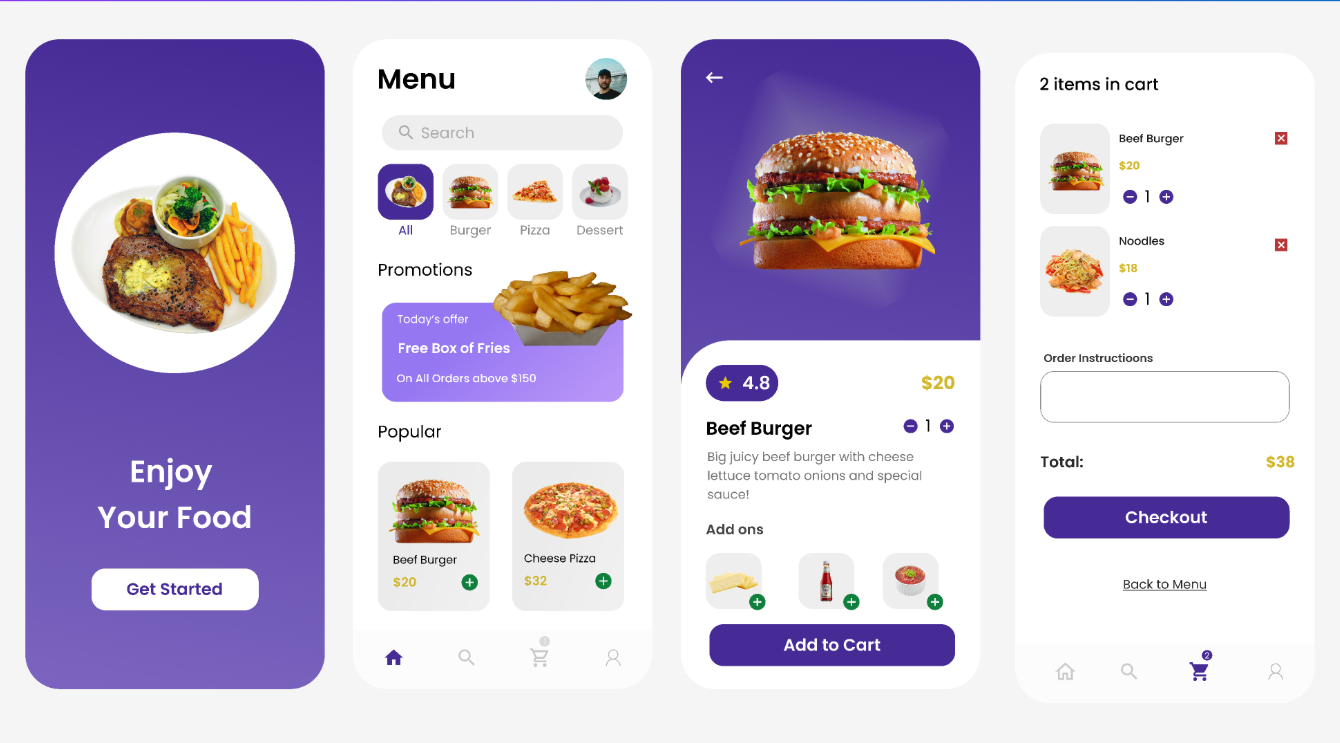 Enjoy
Your Food
Get Started
Menu
Search
All
Burger
Pizza
Dessert
Promotions
Today's offer
Free Box of Fries
On All Orders above $150
Popular
Beef Burger
$20
Cheese Pizza
$32
4.8
$20
Beef Burger
1
Big juicy beef burger with cheese
lettuce tomato onions and special
sauce!
Add ons
Add to Cart
2 items in cart
Beef Burger
$20
1
Noodles
$18
1
Order Instructioons
Total:
$38
Checkout
Back to Menu
2